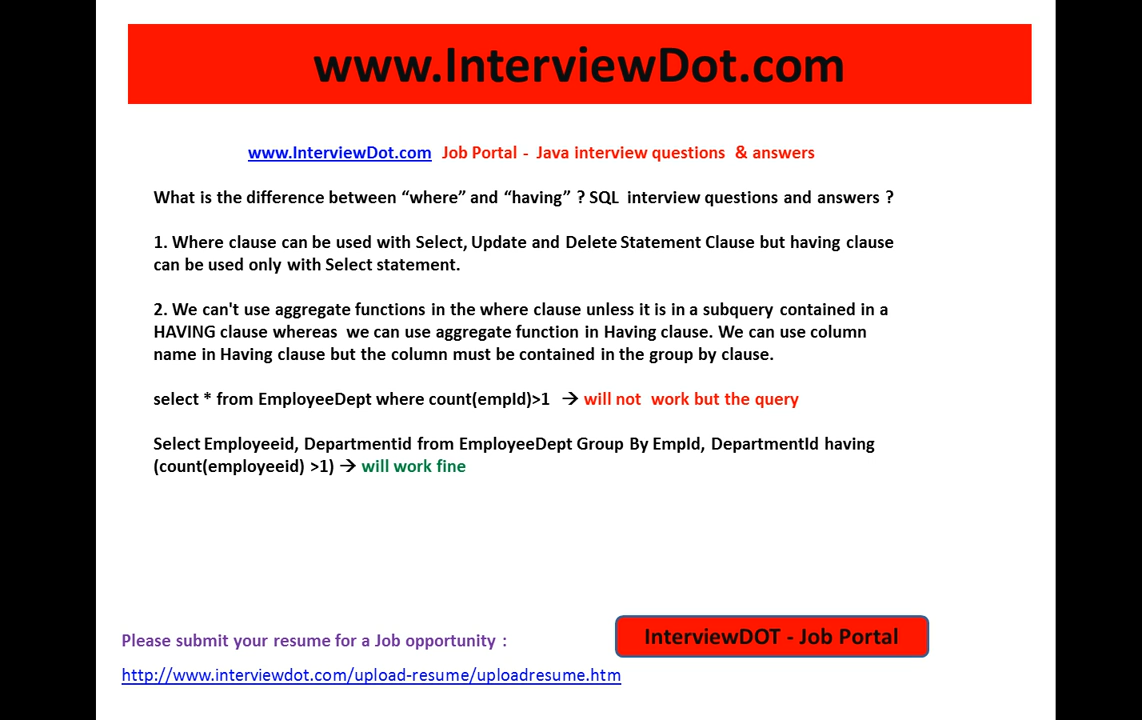 www.InterviewDot.com
www.InterviewDot.com Job Portal - Java interview questions & answers
What is the difference between “where” and “having” ? SQL interview questions and answers ?
1. Where clause can be used with Select, Update and Delete Statement Clause but having clause
can be used only with Select statement.
2. We can't use aggregate functions in the where clause unless it is in a subquery contained in a
HAVING clause whereas we can use aggregate function in Having clause. We can use column
name in Having clause but the column must be contained in the group by clause.
select * from EmployeeDept where count(empId)>1 → will not work but the query
Select Employeeid, Departmentid from EmployeeDept Group By EmpId, DepartmentId having
(count(employeeid) >1) → will work fine
Please submit your resume for a Job opportunity :
InterviewDOT - Job Portal
http://www.interviewdot.com/upload-resume/uploadresume.htm